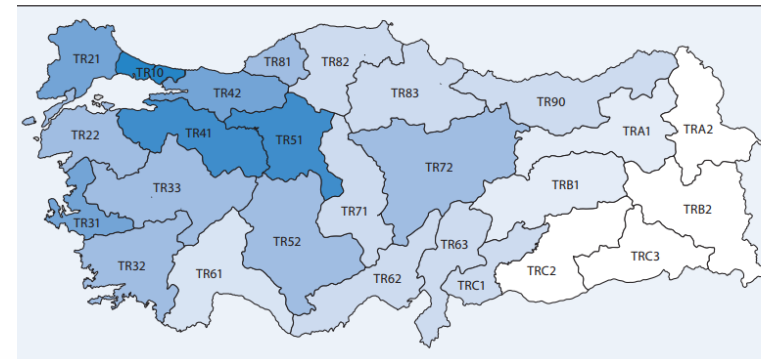 TR21
TR10
TR81
TR82
TR42
TR83
TR90
TR22
TR41
TR51
TRA1
TRA2
TR72
TR33
TRB1
TR31
TR71
TRB2
TR52
TR63
TR32
TR61
TR62
TRC1
TRC2
TRC3